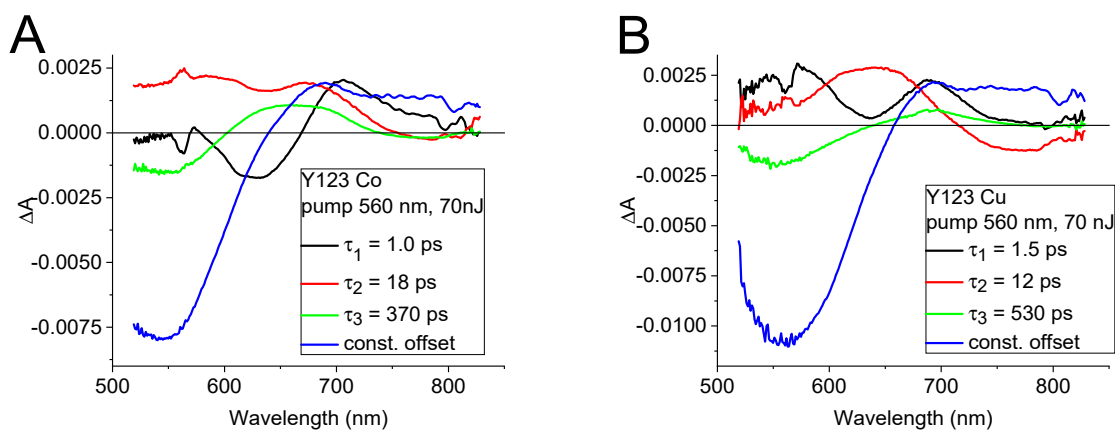 A
0.0025
0.0000
-0.0025
-0.0050
-0.0075
ΔA
500
600
700
800
Wavelength (nm)
Y123 Co
pump 560 nm, 70nJ
τ1 = 1.0 ps
τ2 = 18 ps
τ3 = 370 ps
const. offset
B
0.0025
0.0000
-0.0025
-0.0050
-0.0075
-0.0100
ΔA
500
600
700
800
Wavelength (nm)
Y123 Cu
pump 560 nm, 70 nJ
τ1 = 1.5 ps
τ2 = 12 ps
τ3 = 530 ps
const. offset